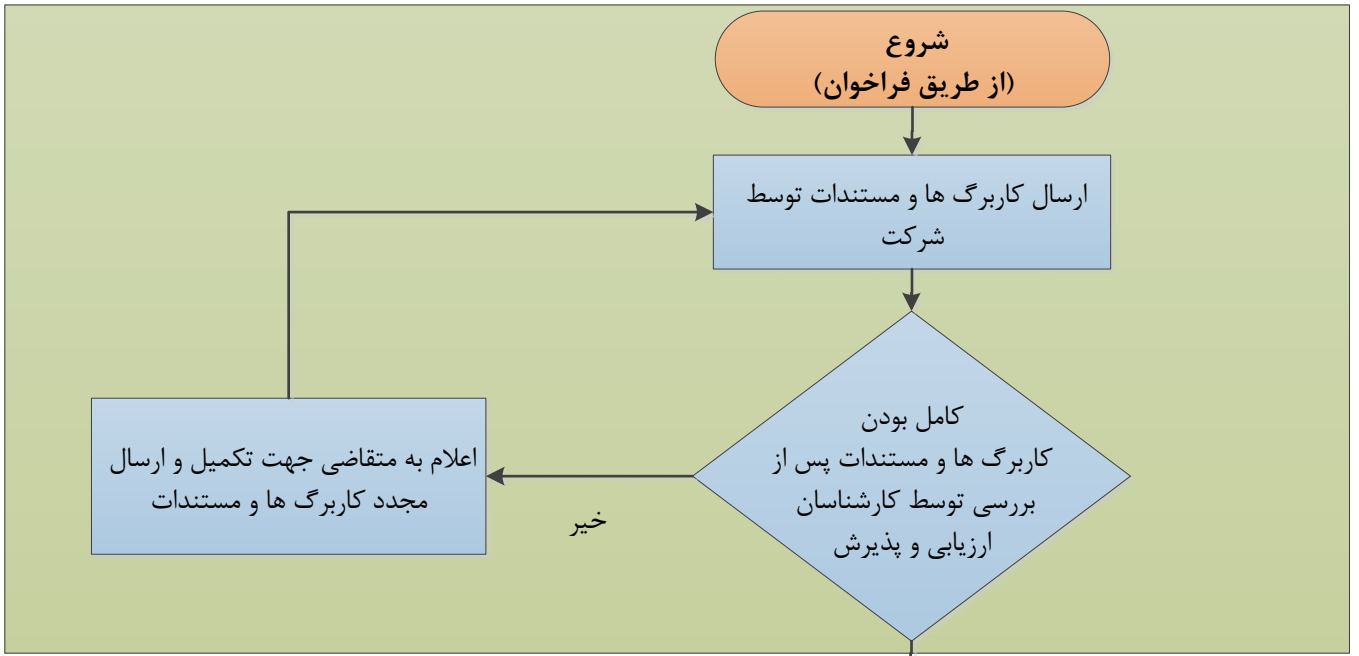 شروع
(از طریق فراخوان)
ارسال کاربرگ ها و مستندات توسط
شرکت
کامل بودن
کاربرگ ها و مستندات پس از
بررسی توسط کارشناسان
ارزیابی و پذیرش
خیر
اعلام به متقاضی جهت تکمیل و ارسال
مجدد کاربرگ ها و مستندات